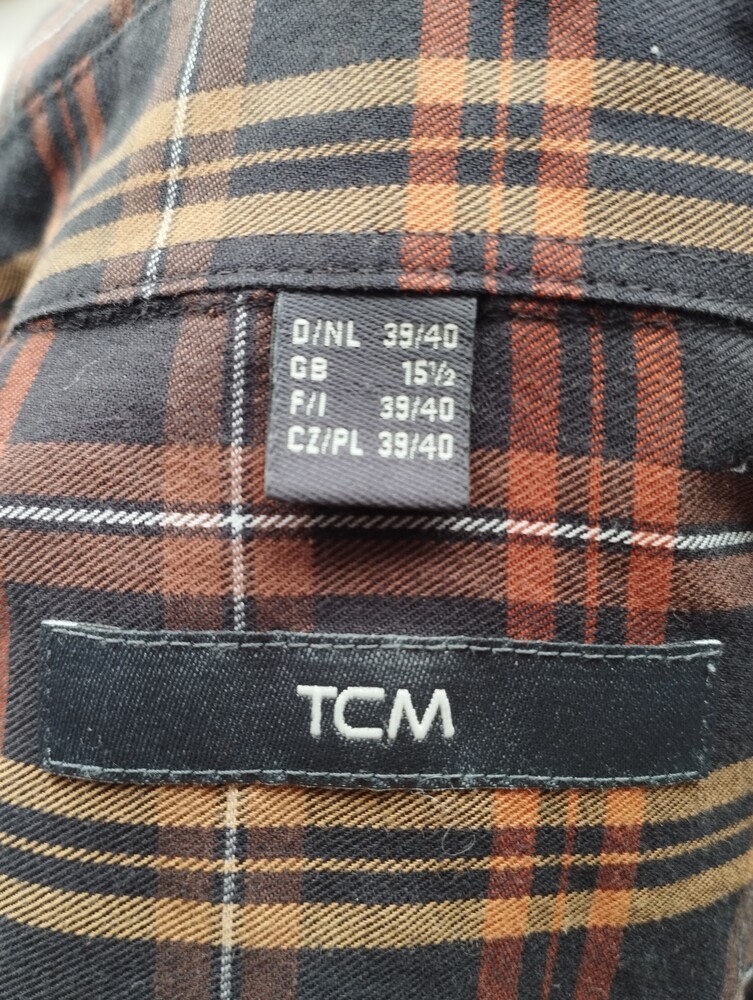 D/NL 39/40
GB 15½
F/I 39/40
CZ/PL 39/40
TCM